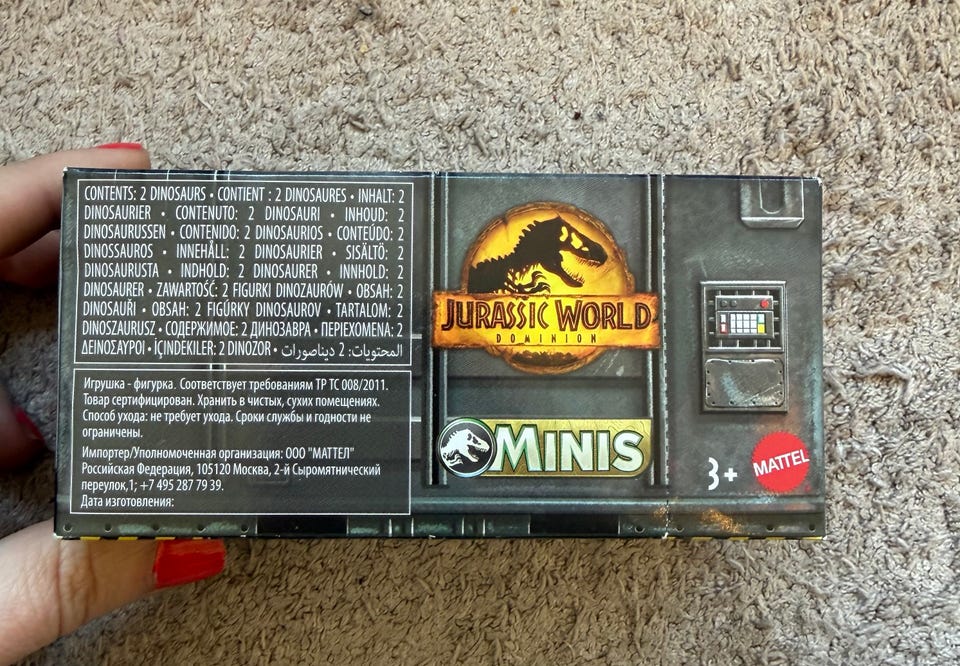 CONTENTS: 2 DINOSAURS • CONTIENT : 2 DINOSAURES • INHALT: 2
DINOSAURIER • CONTENUTO: 2 DINOSAURI • INHOUD: 2
DINOSAURUSSEN • CONTENIDO: 2 DINOSAURIOS • CONTEÚDO: 2
DINOSSAUROS • INNEHÅLL: 2 DINOSAURIER • SISÄLTÖ: 2
DINOSAURUSTA • INDHOLD: 2 DINOSAURER • INNHOLD: 2
DINOSAURER • ZAWARTOŚĆ: 2 FIGURKI DINOZAURÓW • OBSAH: 2
DINOSAUŘI • OBSAH: 2 FIGÚRKY DINOSAUROV • TARTALOM: 2
DINOSZAURUSZ • СОДЕРЖИМОЕ: 2 ДИНОЗАВРА • ΠΕΡΙΕΧΟΜΕΝΑ: 2
ΔΕΙΝΟΣΑΥΡΟΙ • İÇİNDEKİLER: 2 DİNOZOR • المحتويات: 2 ديناصورات
Игрушка - фигурка. Соответствует требованиям ТР ТС 008/2011.
Товар сертифицирован. Хранить в чистых, сухих помещениях.
Способ ухода: не требует ухода. Сроки службы и годности не
ограничены.
Импортер/Уполномоченная организация: ООО "МАТТЕЛ"
Российская Федерация, 105120 Москва, 2-й Сыромятнический
переулок,1; +7 495 287 79 39.
Дата изготовления:
JURASSIC WORLD
DOMINION
MINIS
3+
MATTEL